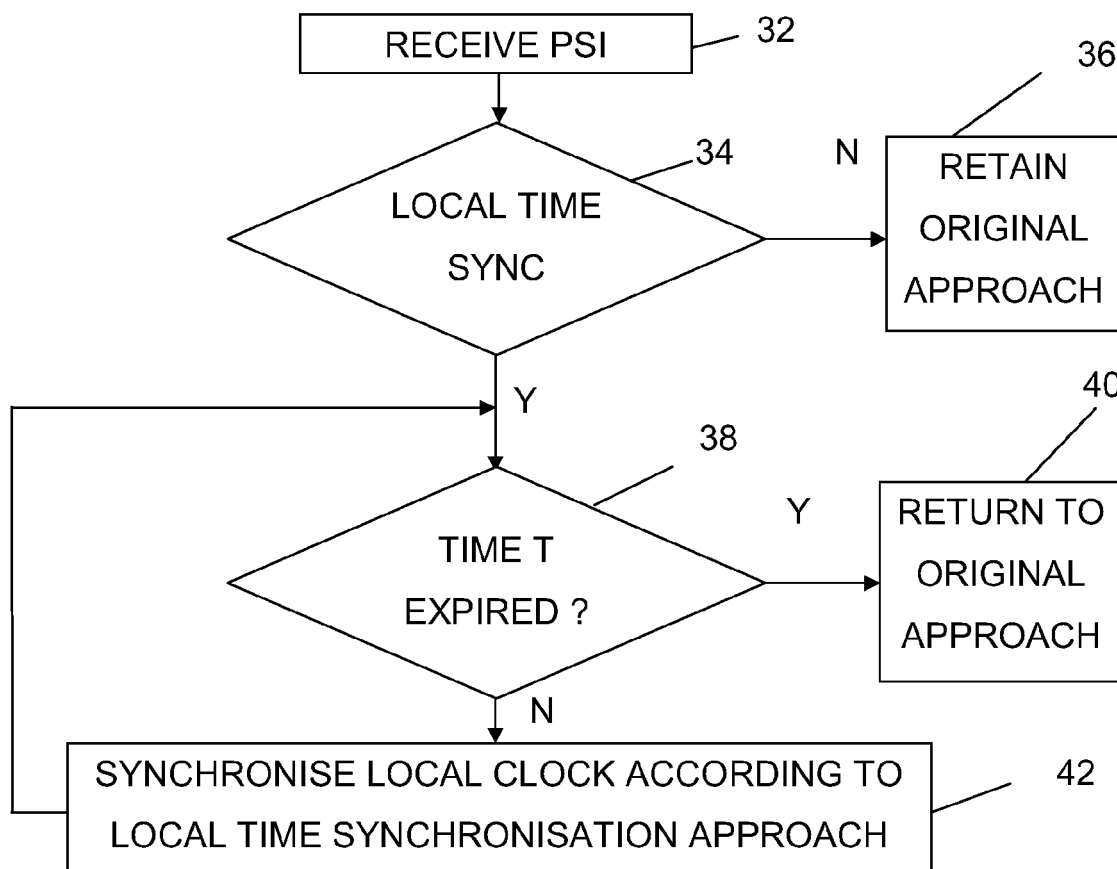 RECEIVE PSI
32
36
34
N
RETAIN
ORIGINAL
APPROACH
LOCAL TIME
SYNC
Y
40
38
Y
RETURN TO
ORIGINAL
APPROACH
TIME T
EXPIRED ?
N
SYNCHRONISE LOCAL CLOCK ACCORDING TO
LOCAL TIME SYNCHRONISATION APPROACH
42